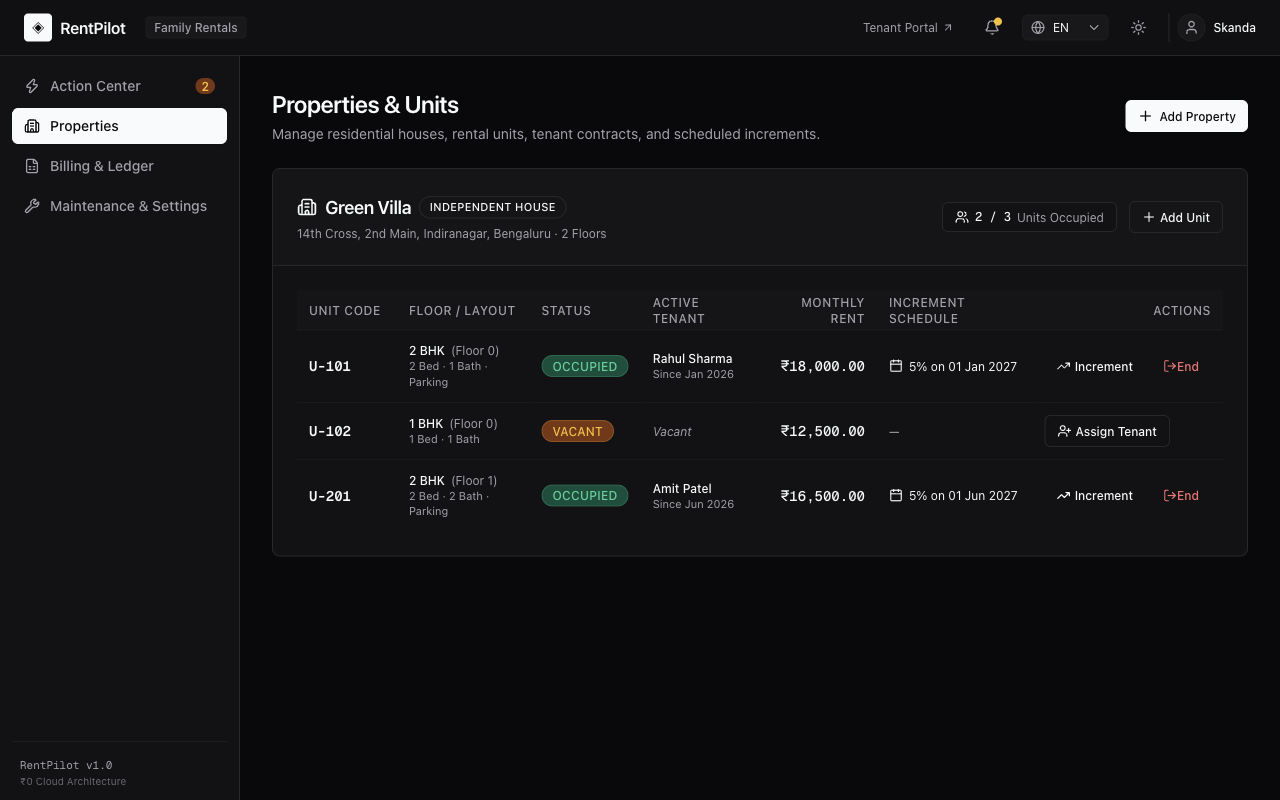 RentPilot
Family Rentals
Tenant Portal ↗
EN
Skanda
Action Center 2
Properties
Billing & Ledger
Maintenance & Settings
RentPilot v1.0
₹0 Cloud Architecture
Properties & Units
Manage residential houses, rental units, tenant contracts, and scheduled increments.
+ Add Property
Green Villa INDEPENDENT HOUSE
14th Cross, 2nd Main, Indiranagar, Bengaluru · 2 Floors
2 / 3 Units Occupied
+ Add Unit
UNIT CODE FLOOR / LAYOUT STATUS ACTIVE TENANT MONTHLY RENT INCREMENT SCHEDULE ACTIONS
U-101
2 BHK (Floor 0)
2 Bed · 1 Bath ·
Parking
OCCUPIED
Rahul Sharma
Since Jan 2026
₹18,000.00
5% on 01 Jan 2027
Increment
End
U-102
1 BHK (Floor 0)
1 Bed · 1 Bath
VACANT
Vacant
₹12,500.00
—
Assign Tenant
U-201
2 BHK (Floor 1)
2 Bed · 2 Bath ·
Parking
OCCUPIED
Amit Patel
Since Jun 2026
₹16,500.00
5% on 01 Jun 2027
Increment
End